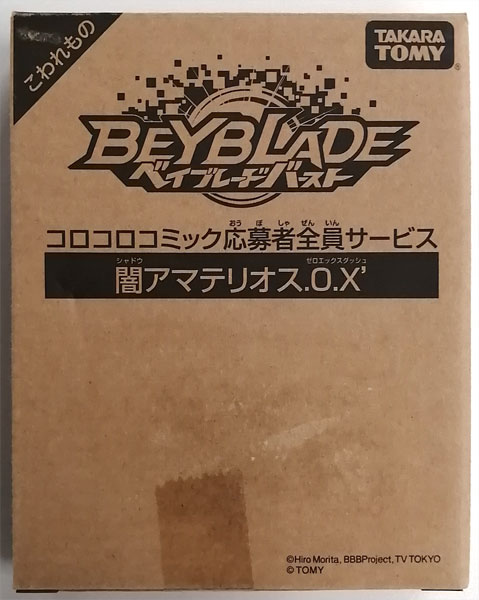 こわれもの
TAKARA
TOMY
®
BEYBLADE
ベイブレードバースト
おうぼしゃぜんいん
コロコロコミック応募者全員サービス
シャドウ ゼロエックスダッシュ
闇アマテリオス.O.X’
©Hiro Morita, BBBProject, TV TOKYO
© TOMY